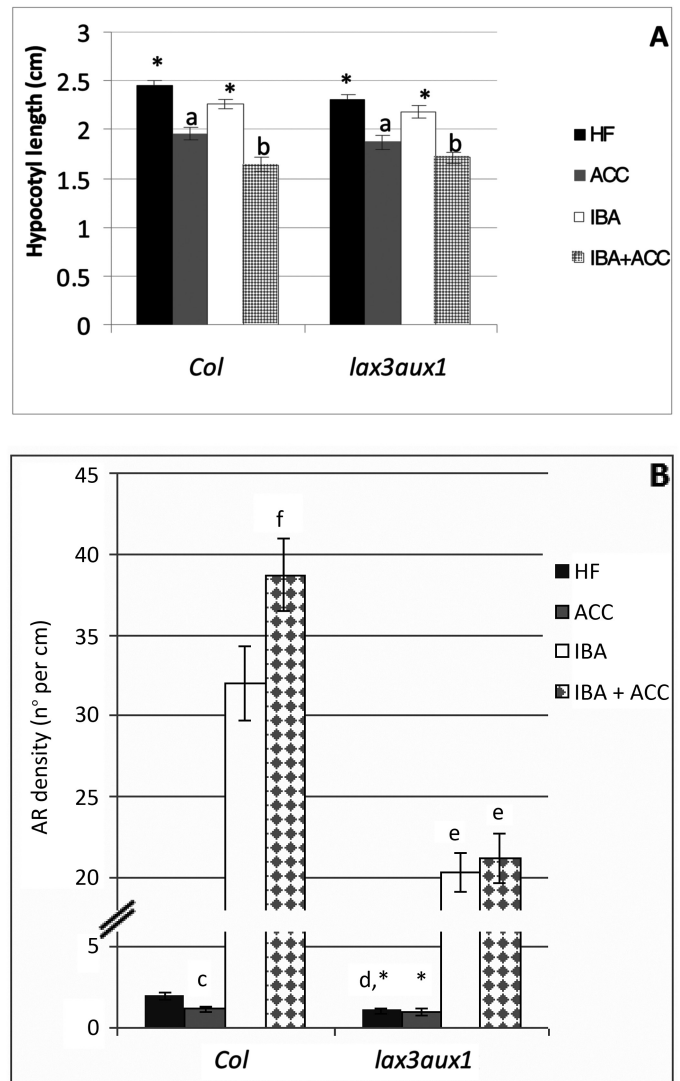 A
3
2.5
2
1.5
1
0.5
0
Hypocotyl length (cm)
*
a
*
b
*
a
*
b
HF
ACC
IBA
IBA+ACC
Col
lax3aux1
B
45
40
35
30
25
20
5
0
AR density (n° per cm)
f
e
e
c
d,*
*
HF
ACC
IBA
IBA + ACC
Col
lax3aux1